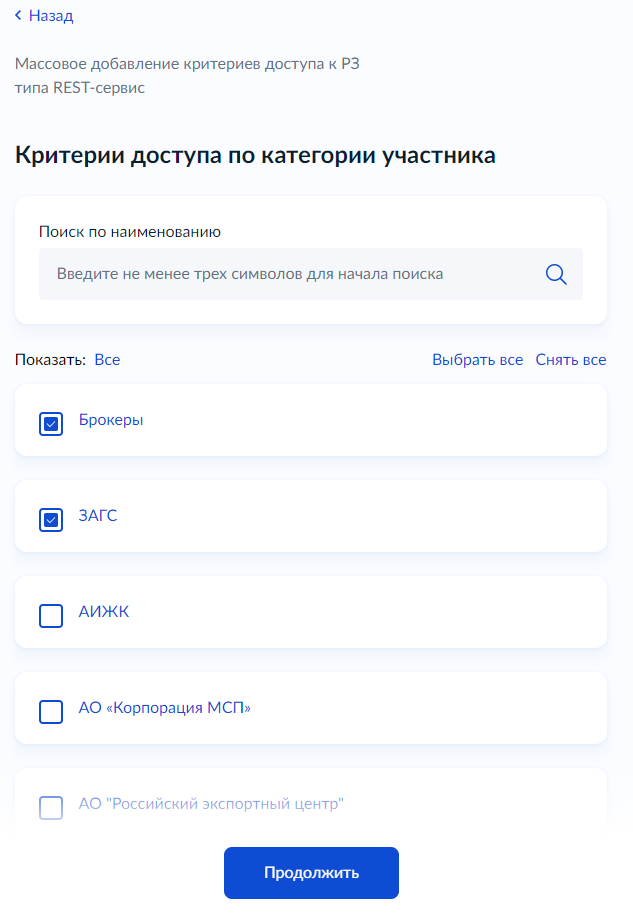 Назад
Массовое добавление критериев доступа к РЗ
типа REST-сервис
Критерии доступа по категории участника
Поиск по наименованию
Введите не менее трех символов для начала поиска
Показать: Все Выбрать все Снять все
Брокеры
ЗАГС
АИЖК
АО «Корпорация МСП»
АО "Российский экспортный центр"
Продолжить